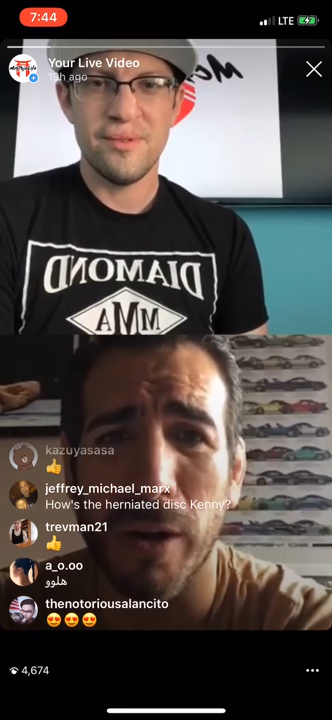 7:44
LTE
Your Live Video
19h ago
DIAMOND
MMA
kazuyasasa
👍
jeffrey_michael_marx
How's the herniated disc Kenny?
trevman21
👍
a_o.oo
هلوو
thenotoriousalancito
😍😍😍
4,674